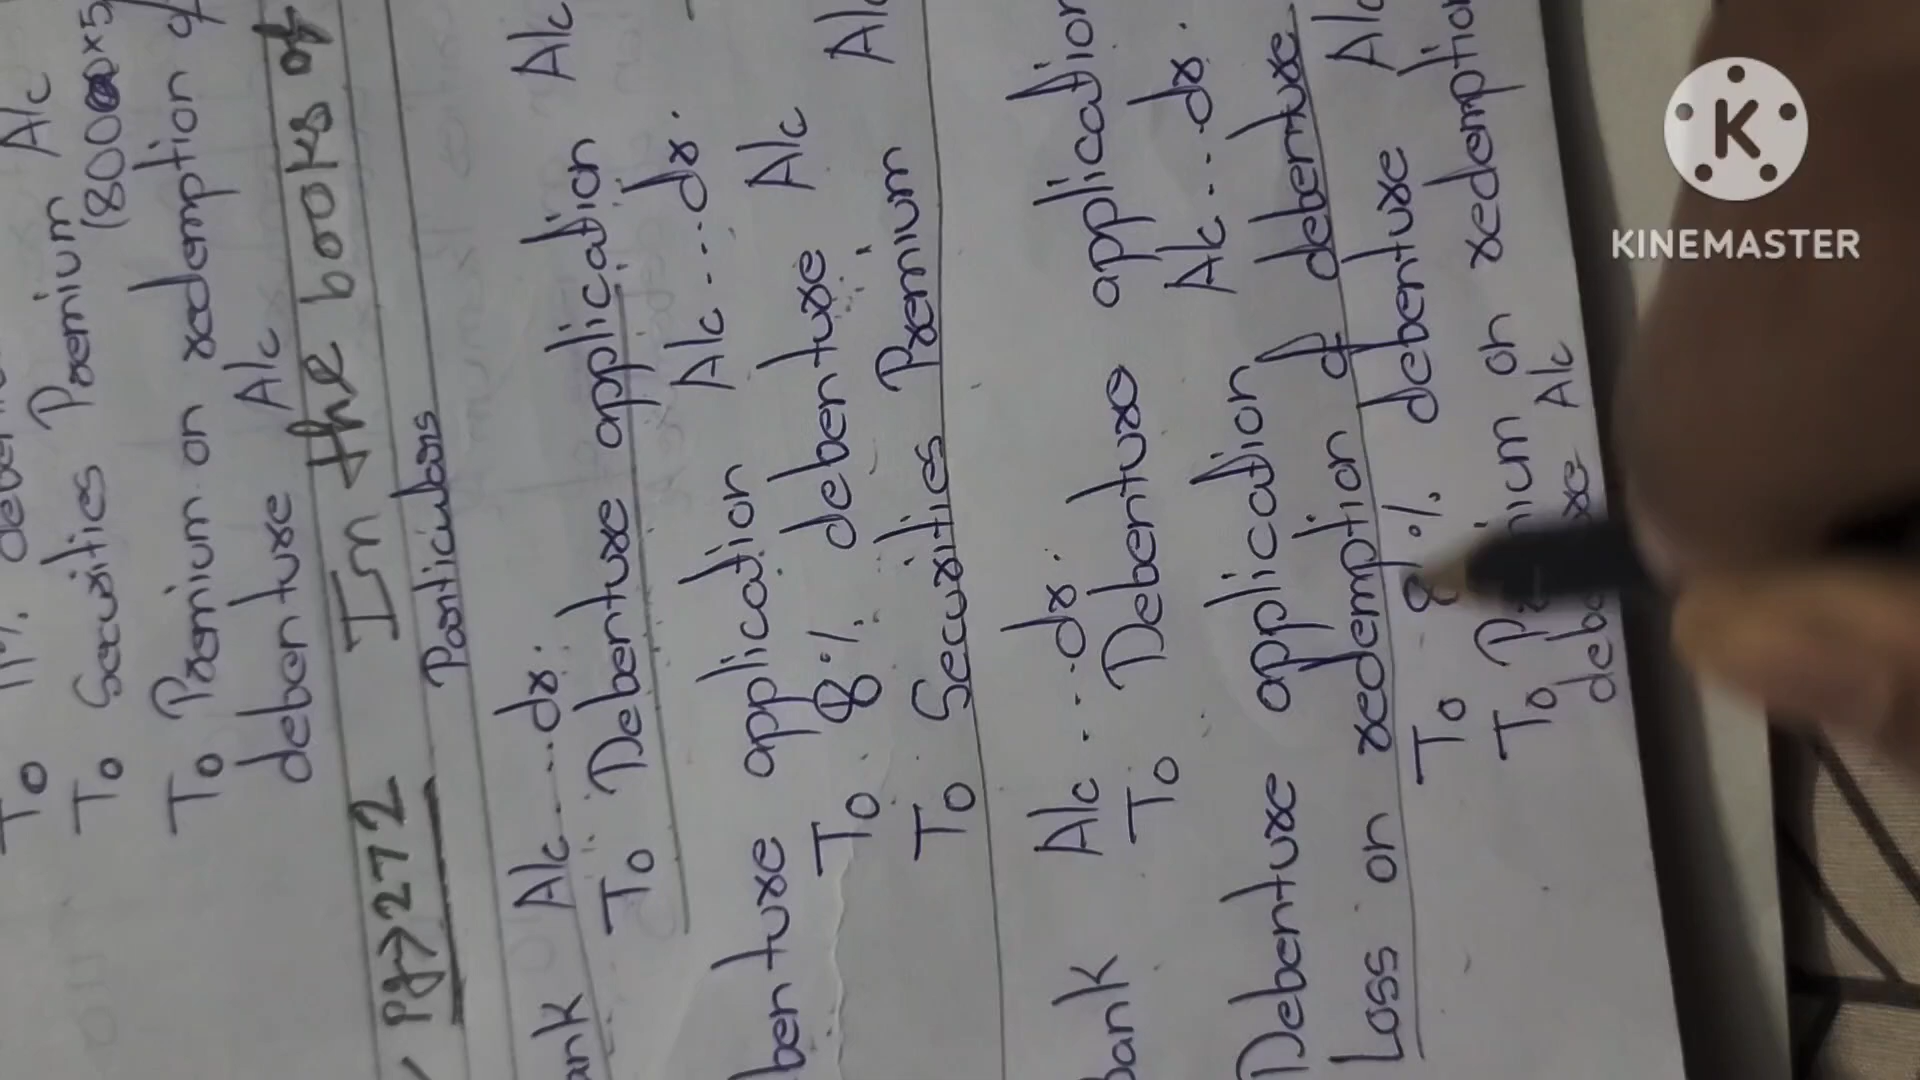 To
To Securities Premium A/c
(8000×5
To Premium on redemption of
debenture A/c
Pg→272 In the books of
Particulars
Bank A/c....dr.
To Debenture application A/c
Debenture application A/c...dr.
To 8% debenture A/c
To Securities Premium A/c
Bank A/c...dr.
To Debenture application
Debenture application A/c...dr.
Loss on redemption of debenture
To 8% debenture A/c
To Premium on redemption
debenture A/c
K
KINEMASTER